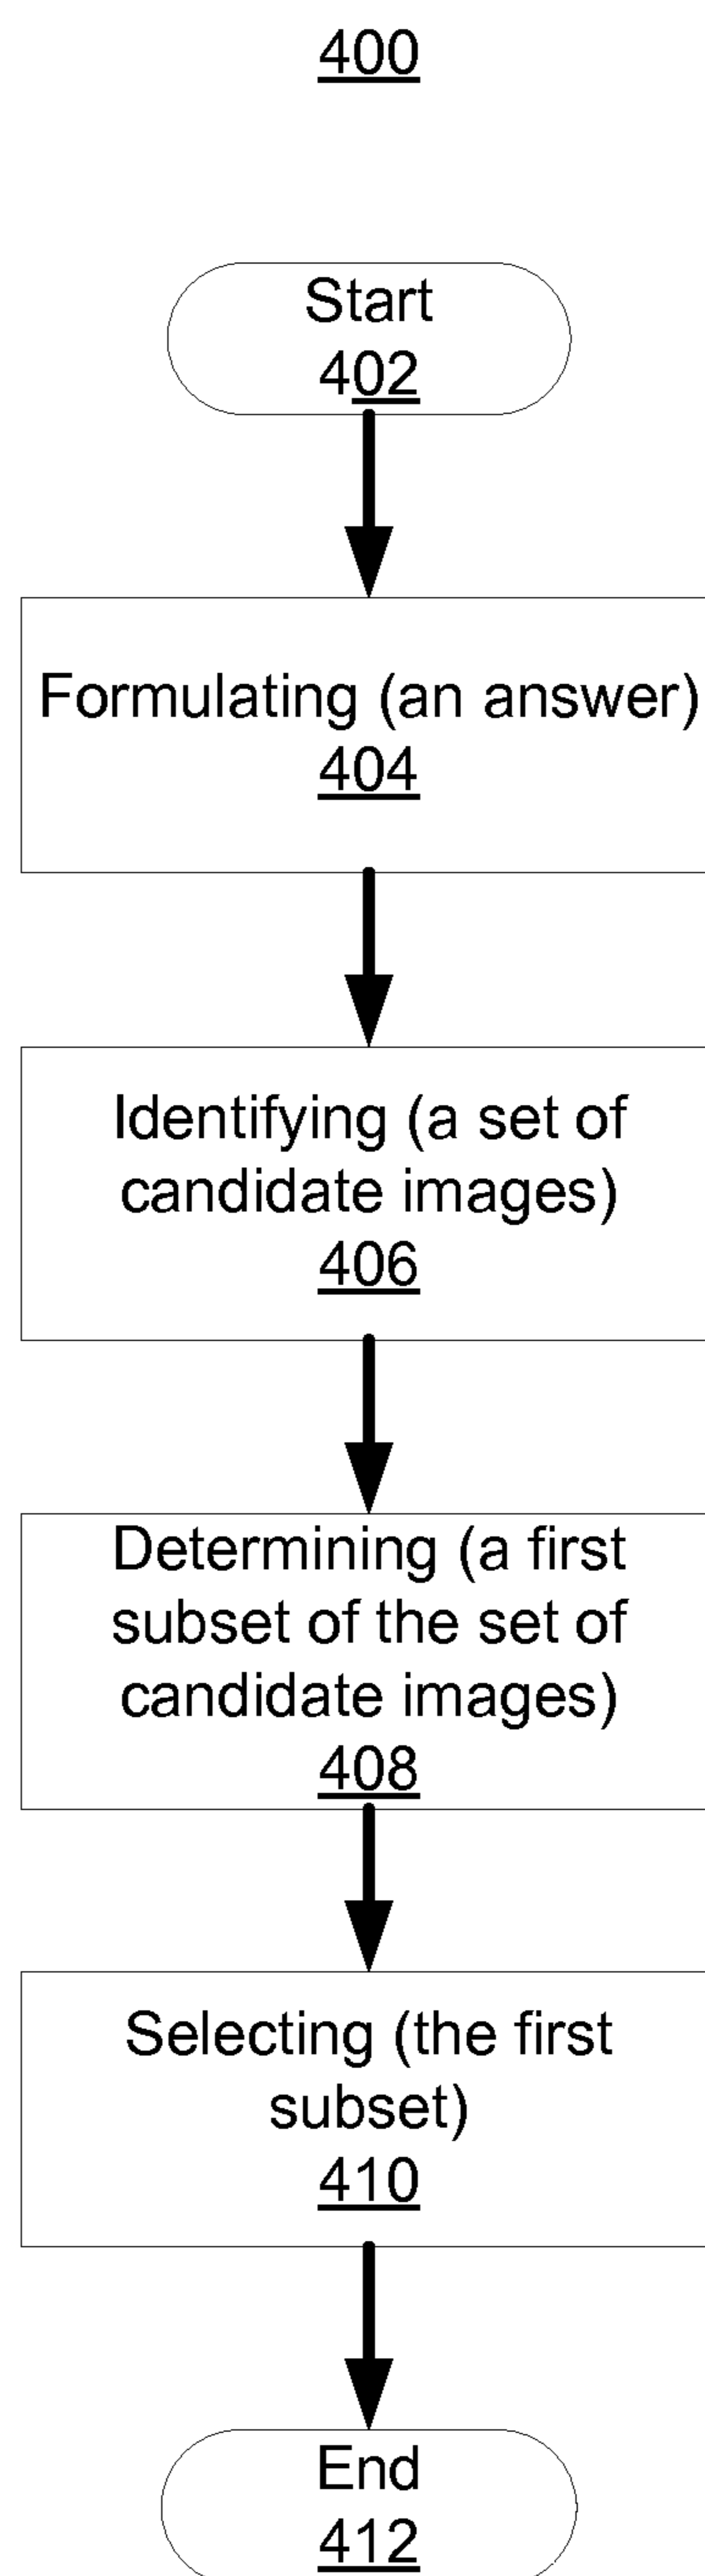 400
Start
402
Formulating (an answer)
404
Identifying (a set of
candidate images)
406
Determining (a first
subset of the set of
candidate images)
408
Selecting (the first
subset)
410
End
412